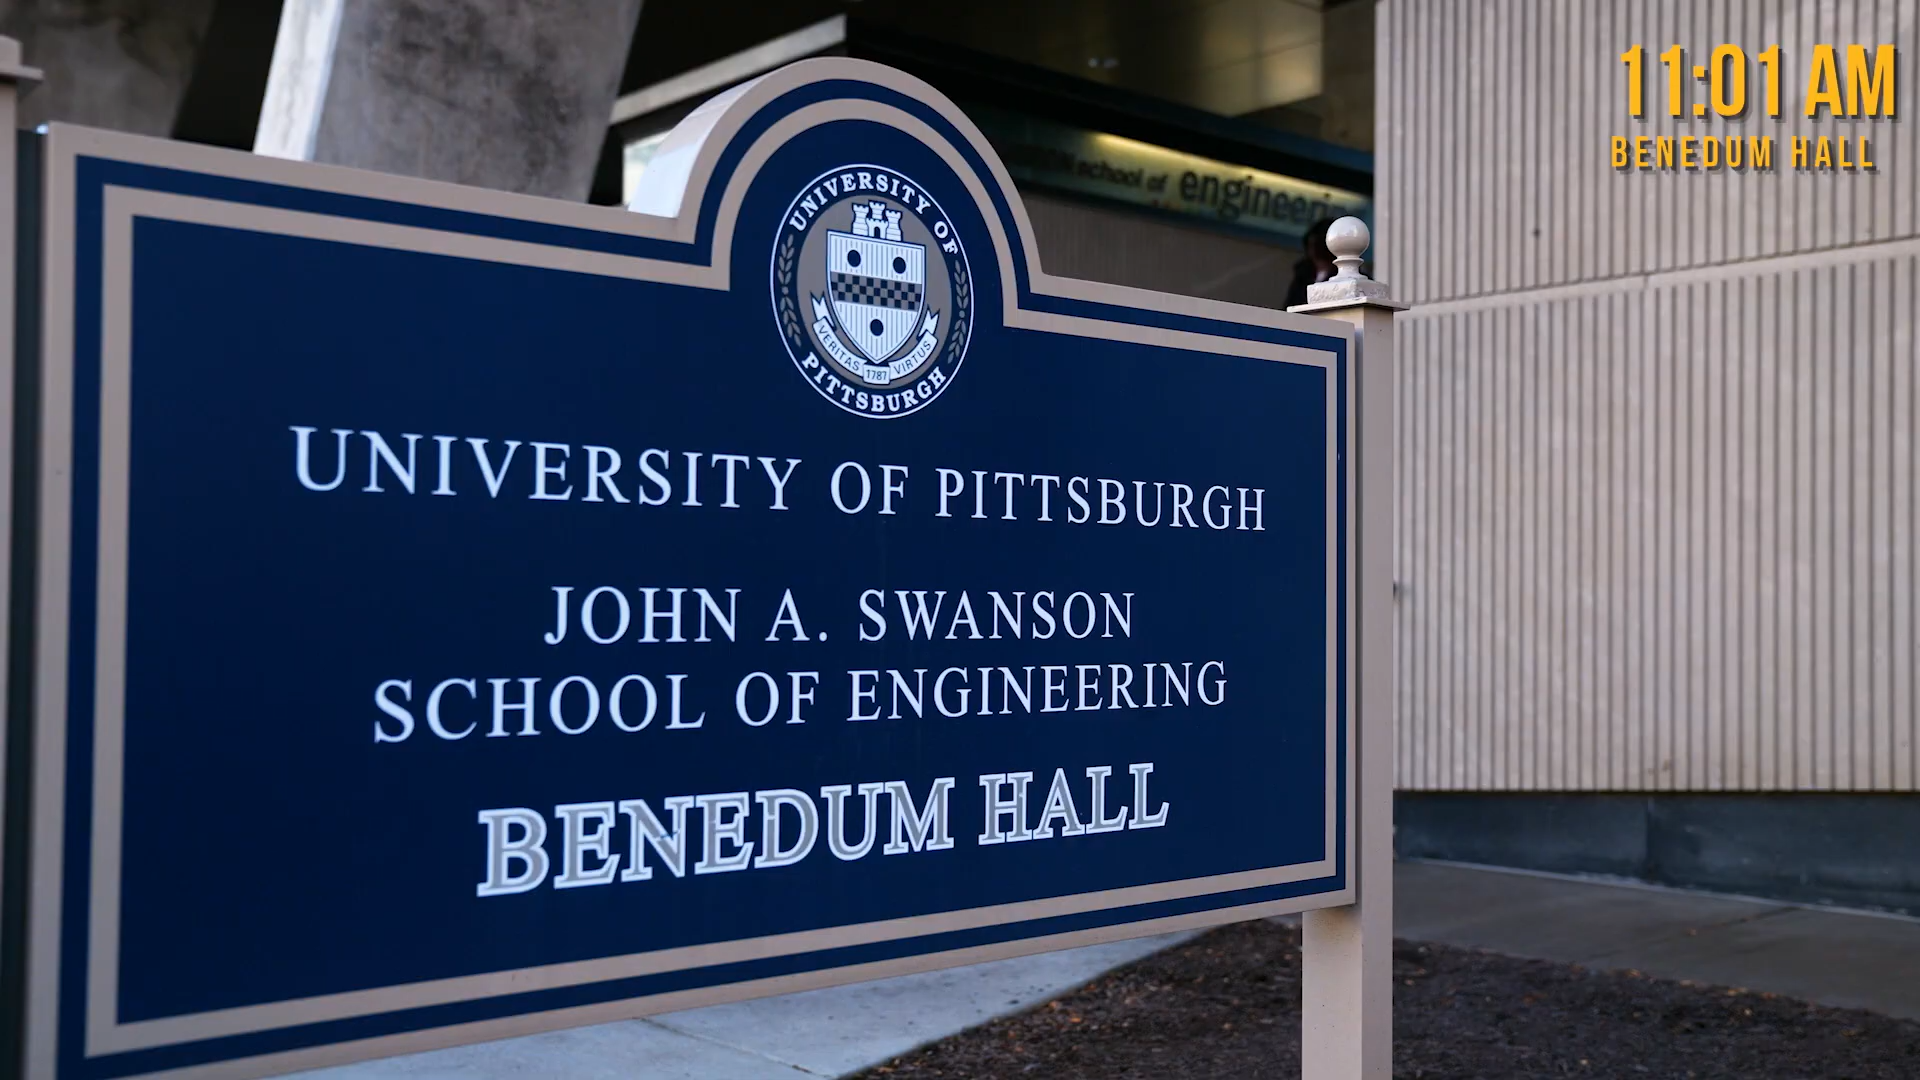 11:01 AM
BENEDUM HALL
school of engineering
UNIVERSITY OF
PITTSBURGH
VERITAS 1787 VIRTUS
UNIVERSITY OF PITTSBURGH
JOHN A. SWANSON
SCHOOL OF ENGINEERING
BENEDUM HALL